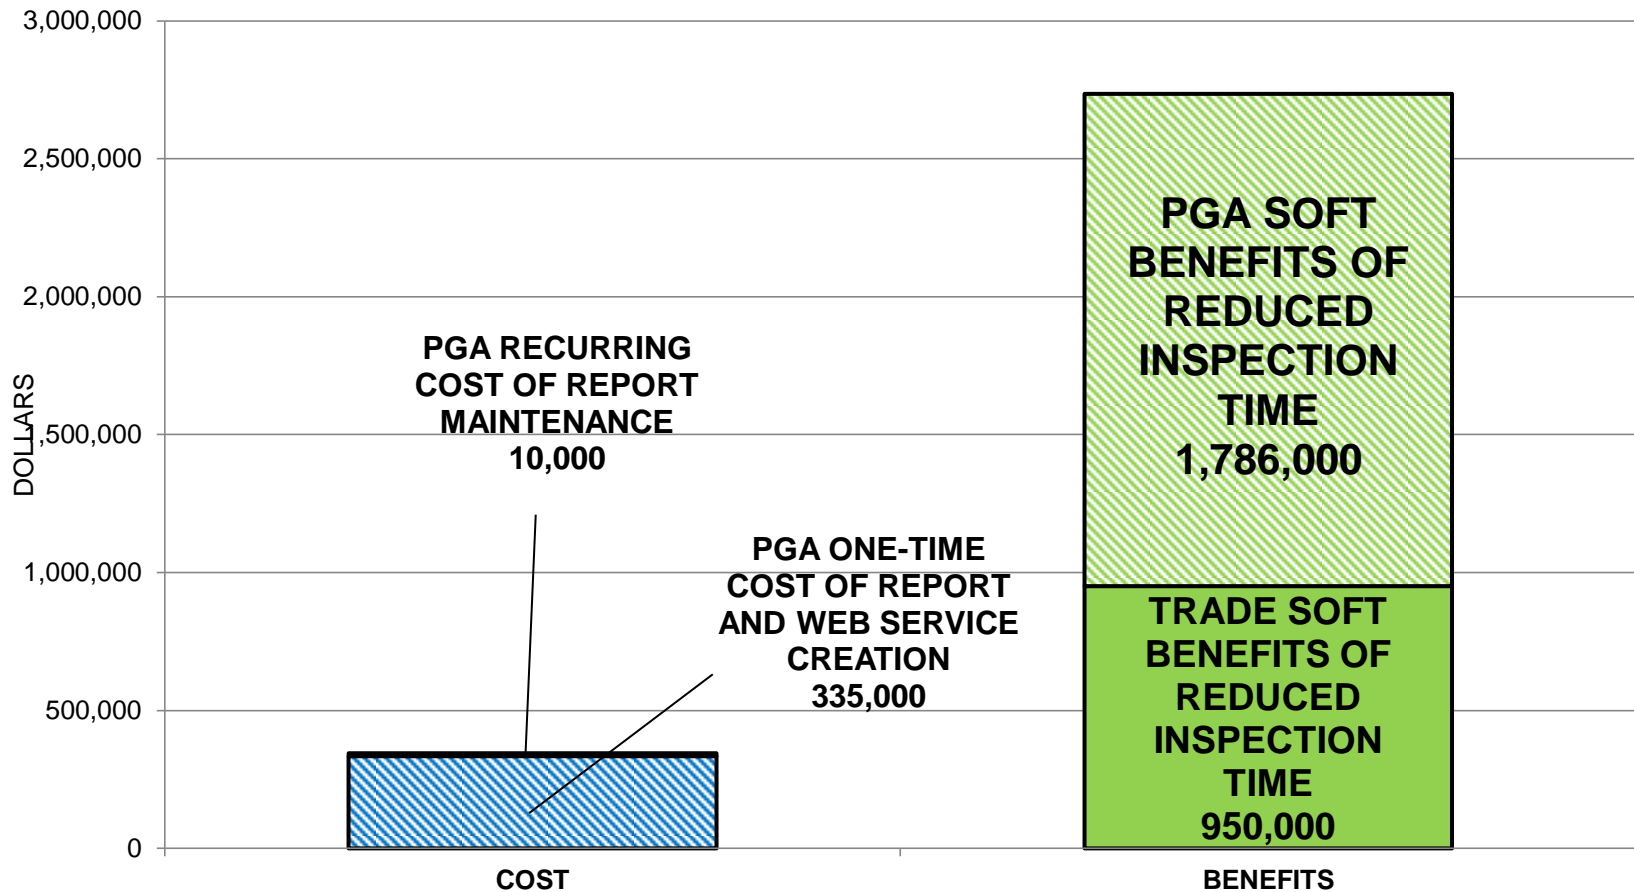 3,000,000
2,500,000
2,000,000
1,500,000
1,000,000
500,000
0
DOLLARS
PGA RECURRING
COST OF REPORT
MAINTENANCE
10,000
PGA ONE-TIME
COST OF REPORT
AND WEB SERVICE
CREATION
335,000
PGA SOFT
BENEFITS OF
REDUCED
INSPECTION
TIME
1,786,000
TRADE SOFT
BENEFITS OF
REDUCED
INSPECTION
TIME
950,000
COST
BENEFITS